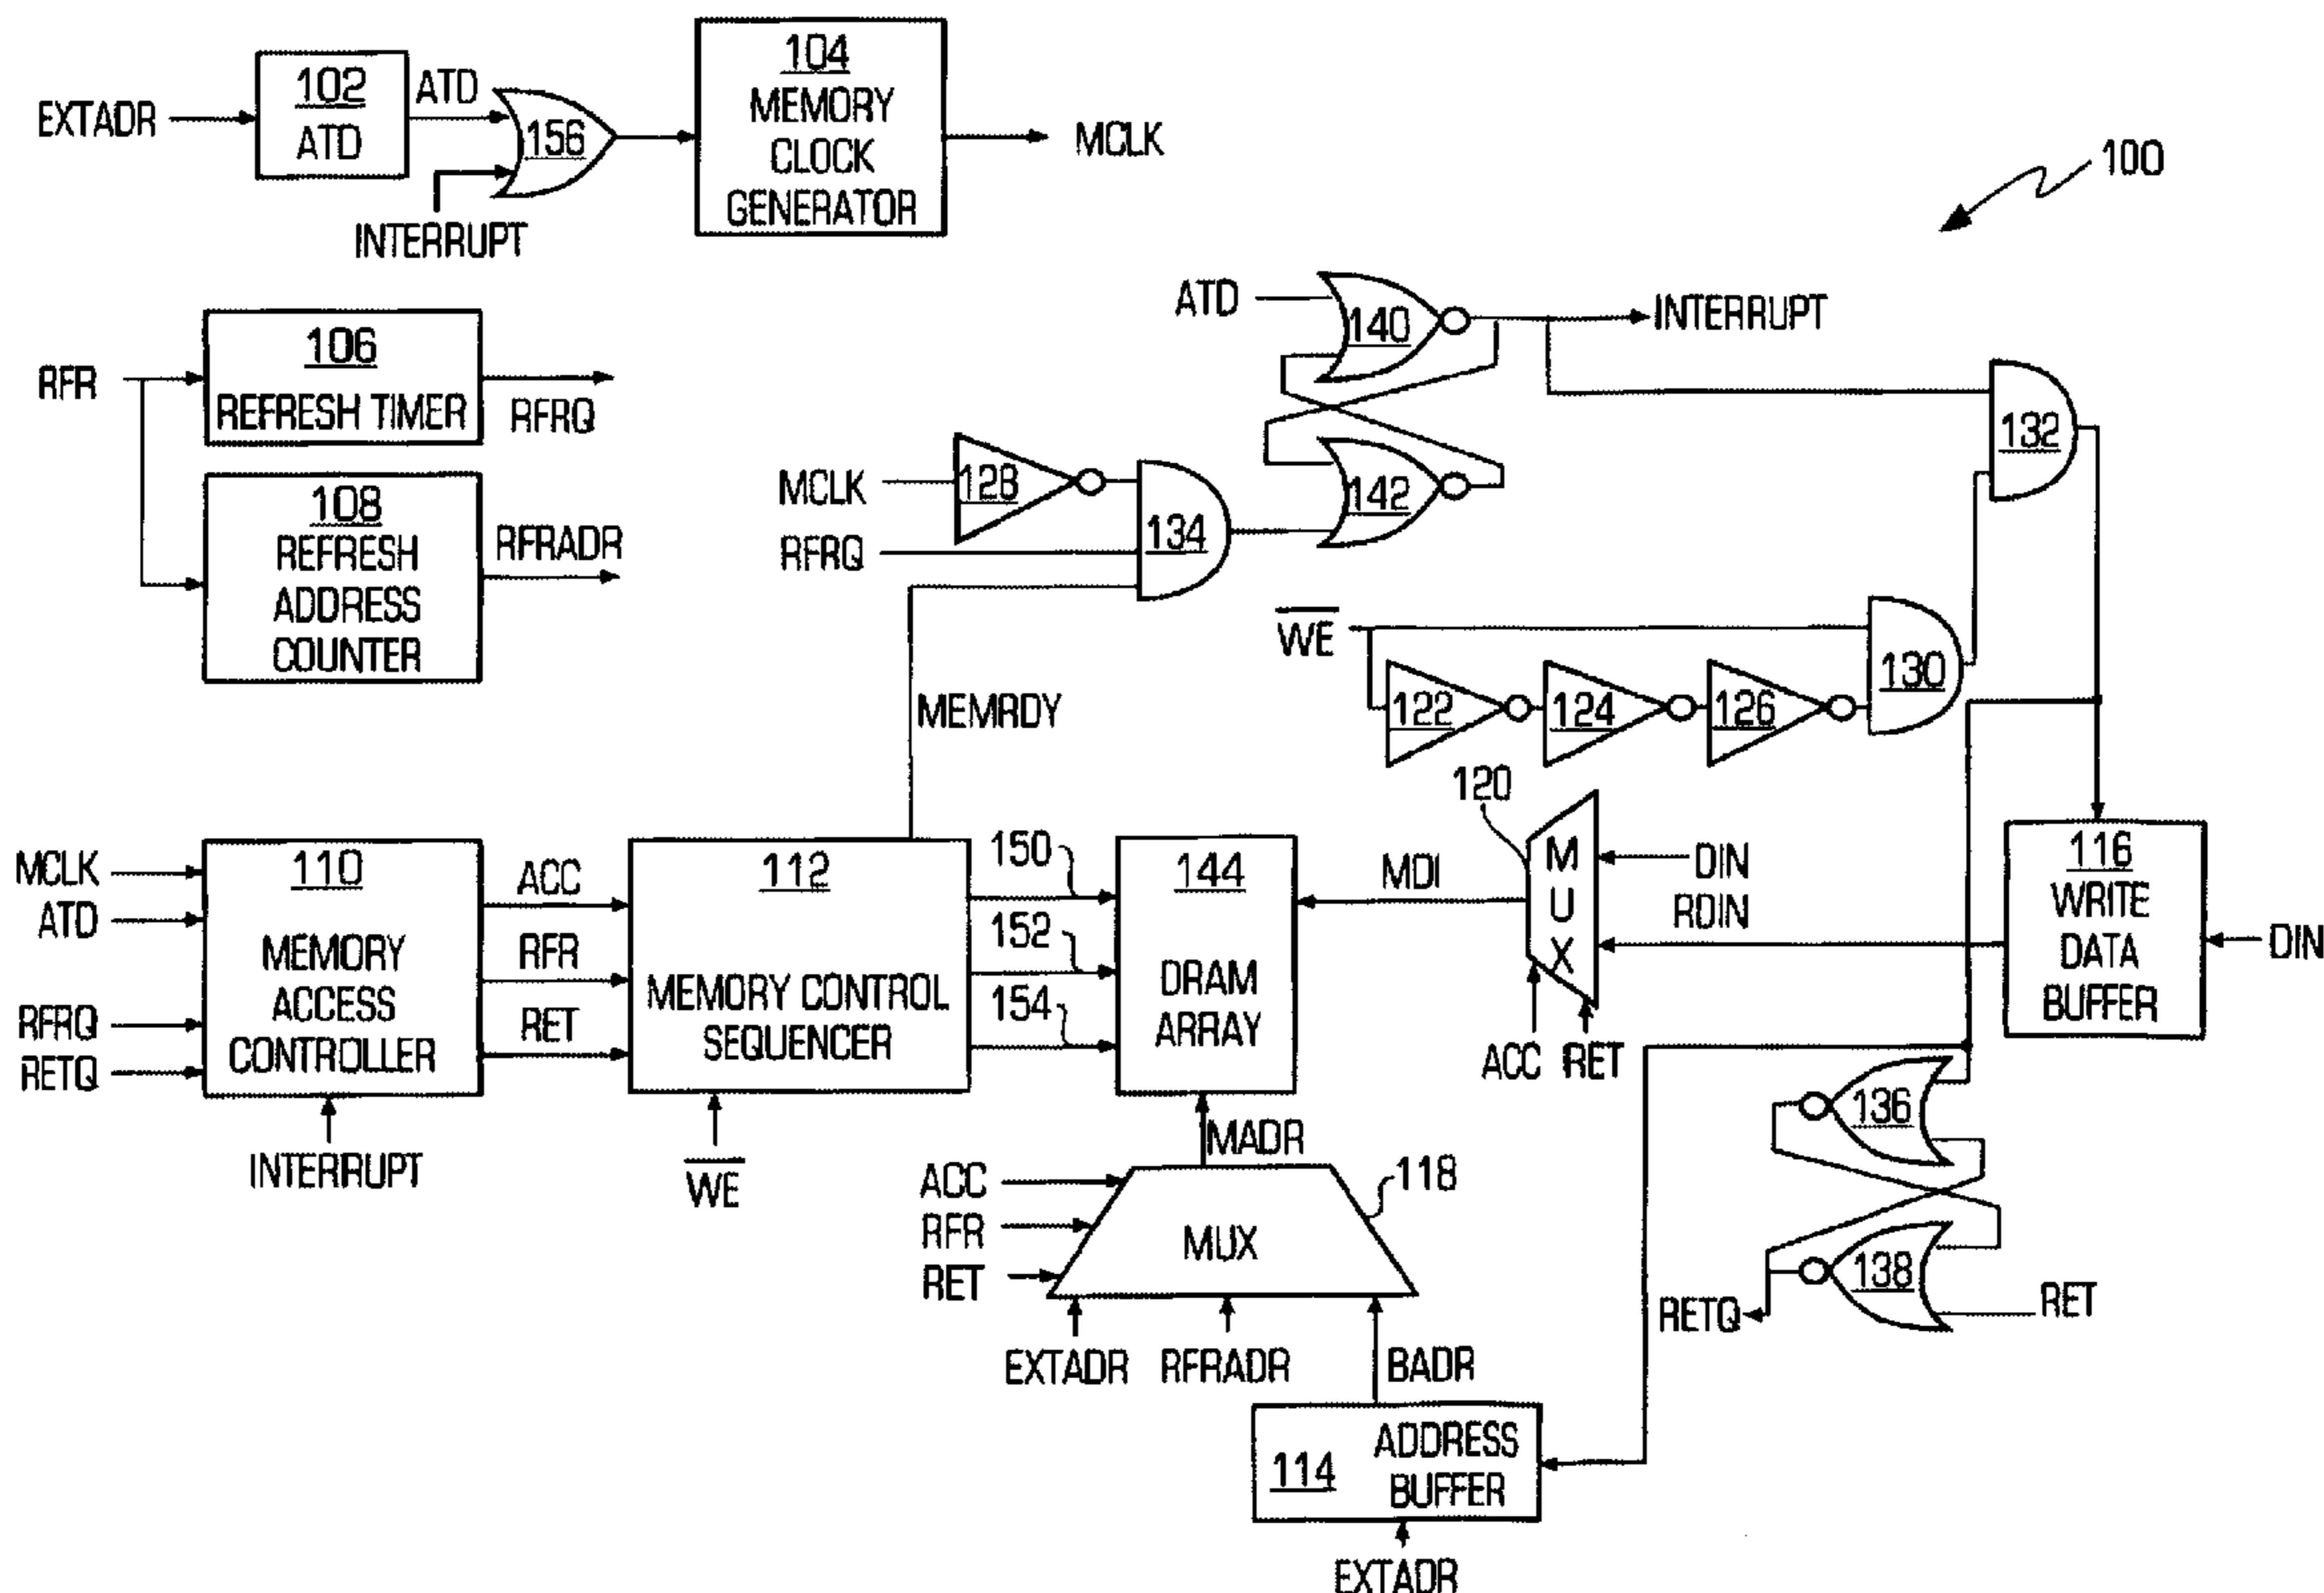 102
ATD
EXTADR
ATD
156
INTERRUPT
104
MEMORY
CLOCK
GENERATOR
MCLK
100
RFR
106
REFRESH TIMER
RFRQ
108
REFRESH
ADDRESS
COUNTER
RFRADR
ATD
140
INTERRUPT
142
MCLK
128
RFRQ
134
MEMRDY
132
WE
122
124
126
130
MCLK
ATD
RFRQ
RETQ
110
MEMORY
ACCESS
CONTROLLER
INTERRUPT
ACC
RFR
RET
112
MEMORY CONTROL
SEQUENCER
WE
150
152
154
144
DRAM
ARRAY
MDI
120
MUX
DIN
RDIN
ACC RET
116
WRITE
DATA
BUFFER
DIN
136
138
RETQ
RET
MADR
ACC
RFR
RET
MUX
118
EXTADR RFRADR BADR
114
ADDRESS
BUFFER
EXTADR